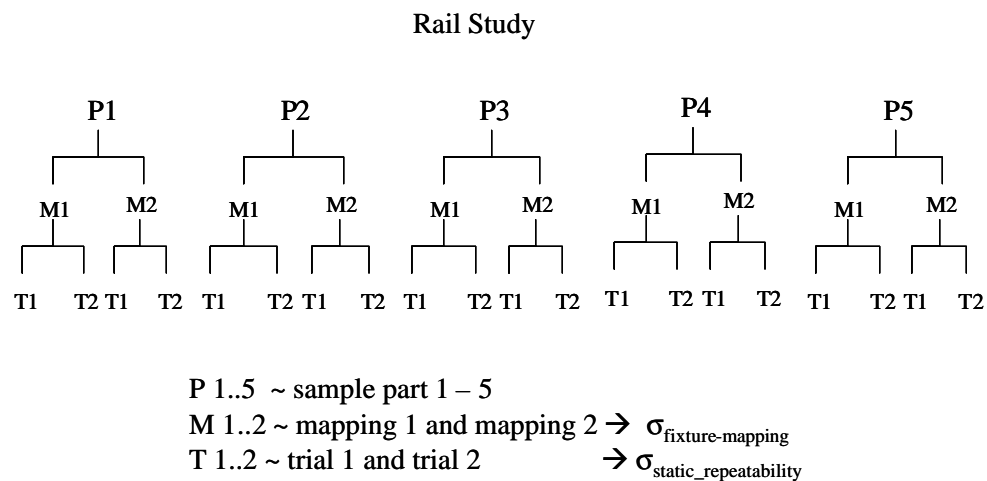 Rail Study
P1 P2 P3 P4 P5
M1 M2 M1 M2 M1 M2 M1 M2 M1 M2
T1 T2 T1 T2 T1 T2 T1 T2 T1 T2 T1 T2 T1 T2 T1 T2 T1 T2 T1 T2
P 1..5 ~ sample part 1 – 5
M 1..2 ~ mapping 1 and mapping 2 → σfixture-mapping
T 1..2 ~ trial 1 and trial 2 → σstatic_repeatability